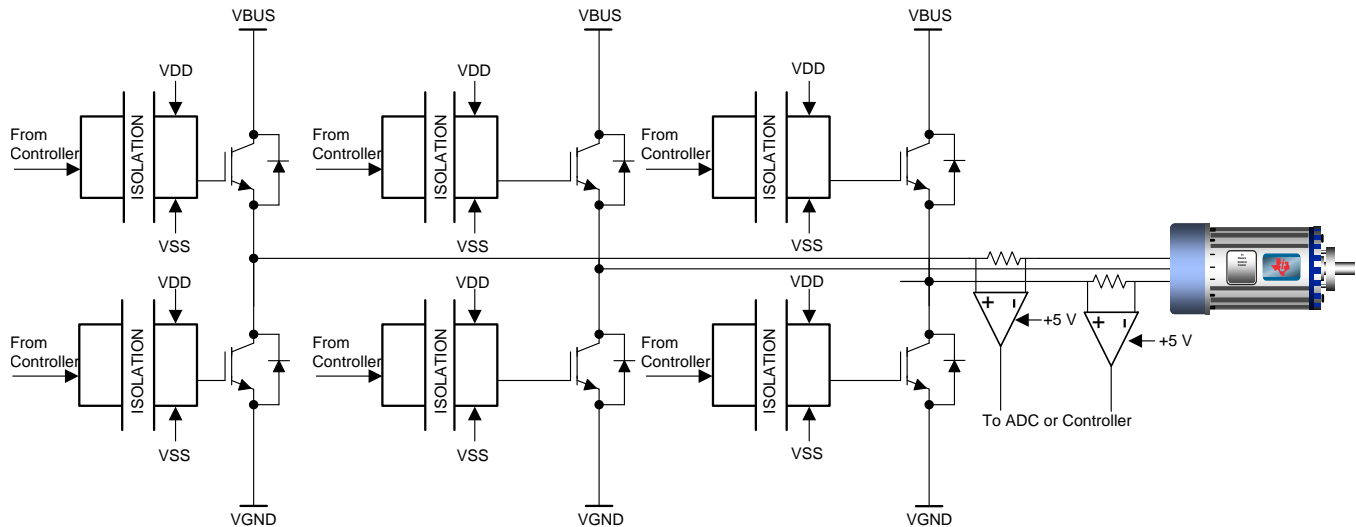 VBUS
VBUS
VBUS
VDD
VDD
VDD
From
Controller
ISOLATION
From
Controller
ISOLATION
From
Controller
ISOLATION
VSS
VSS
VSS
VDD
VDD
VDD
+5 V
+5 V
From
Controller
ISOLATION
From
Controller
ISOLATION
From
Controller
ISOLATION
To ADC or Controller
VSS
VSS
VSS
VGND
VGND
VGND